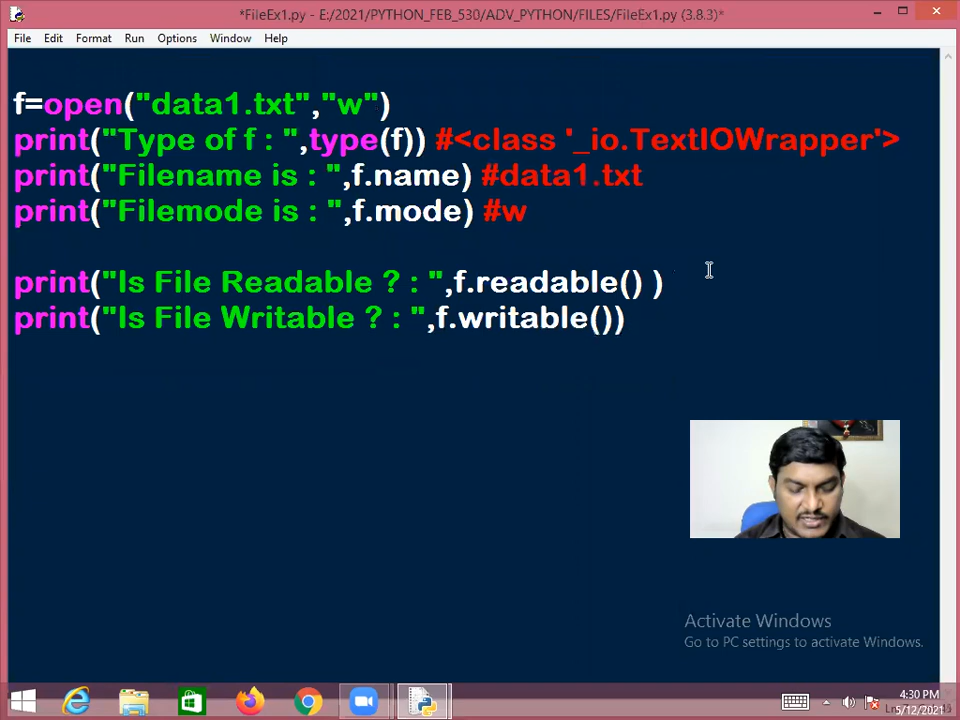 *FileEx1.py - E:/2021/PYTHON_FEB_530/ADV_PYTHON/FILES/FileEx1.py (3.8.3)*
File Edit Format Run Options Window Help
f=open("data1.txt","w")
print("Type of f : ",type(f)) #<class '_io.TextIOWrapper'>
print("Filename is : ",f.name) #data1.txt
print("Filemode is : ",f.mode) #w
print("Is File Readable ? : ",f.readable() )
print("Is File Writable ? : ",f.writable())
Activate Windows
Go to PC settings to activate Windows.
4:30 PM
5/12/2021